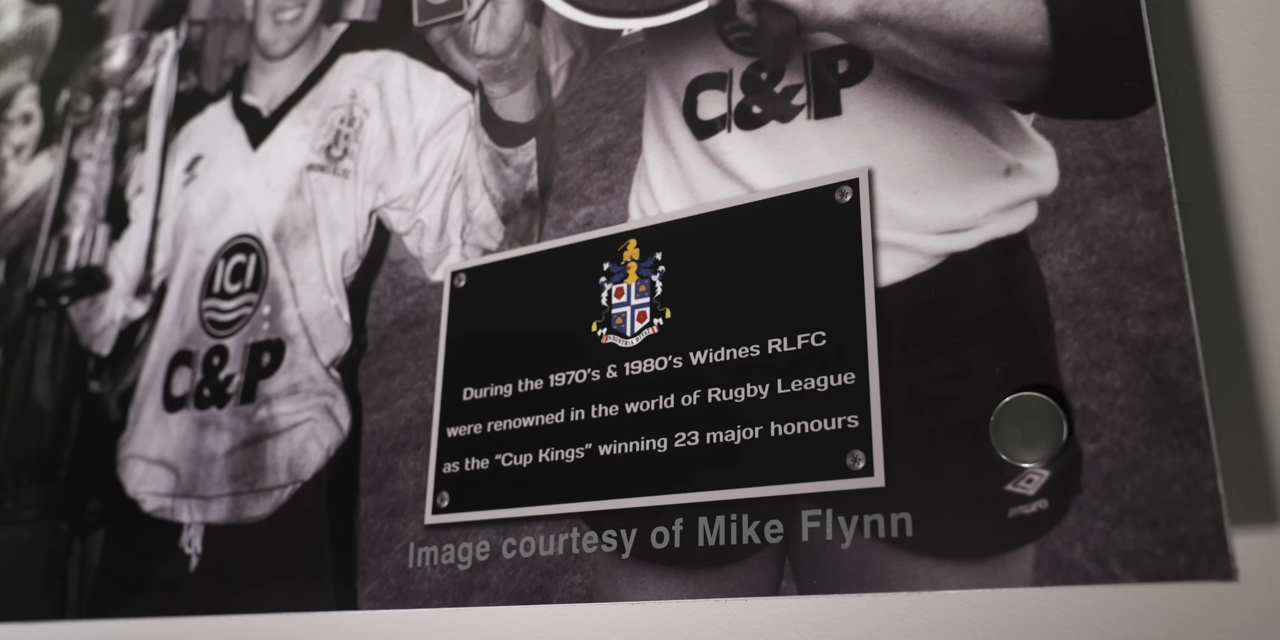 C&P
ICI
C&P
During the 1970's & 1980's Widnes RLFC
were renowned in the world of Rugby League
as the “Cup Kings” winning 23 major honours
Image courtesy of Mike Flynn
umbro